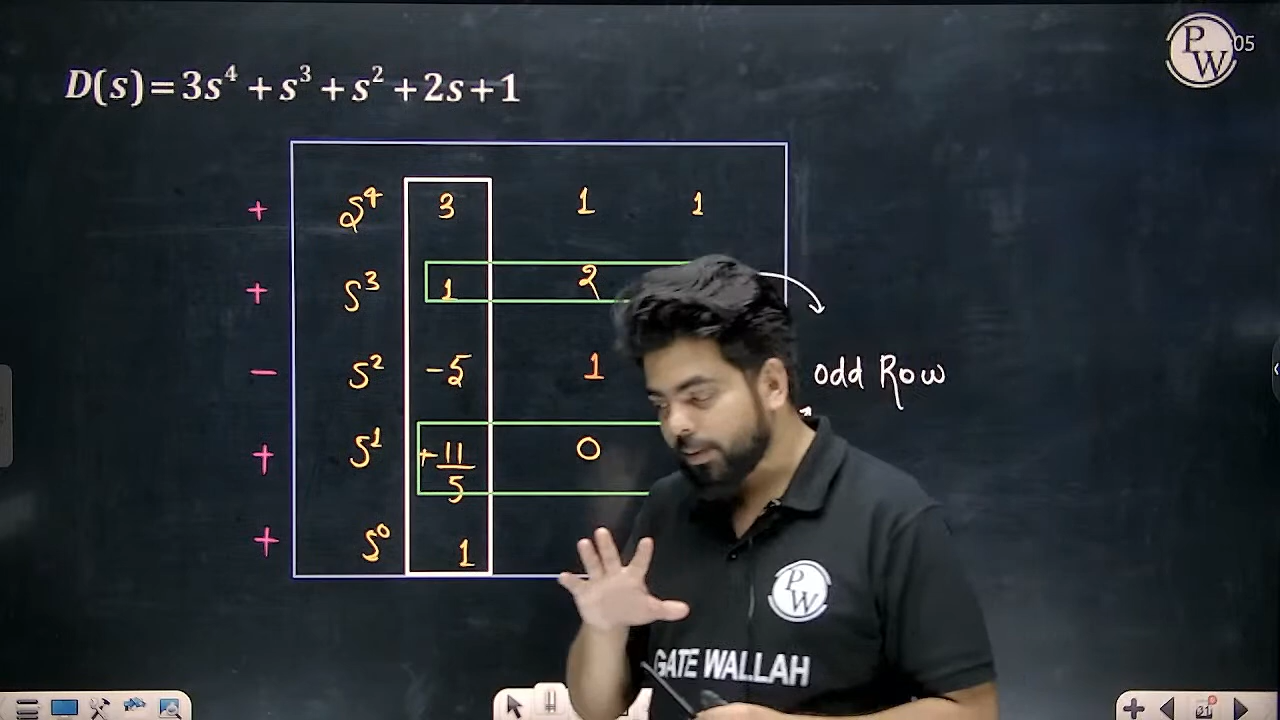 PW 05
D(s)=3s⁴+s³+s²+2s+1
+ S⁴ 3 1 1
+ S³ 1 2
- S² -5 1
odd Row
+ S¹ +11/5 0
+ S⁰ 1
PW
GATE WALLAH
31